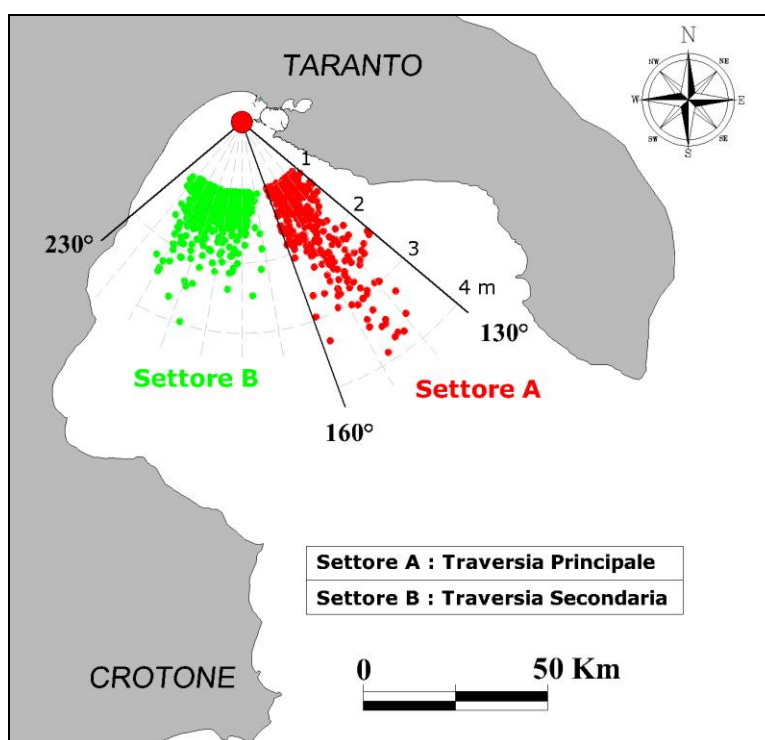 N
NW
NE
W
E
SW
SE
S
TARANTO
1
2
3
4 m
230°
130°
160°
Settore B
Settore A
Settore A : Traversia Principale
Settore B : Traversia Secondaria
CROTONE
0
50 Km